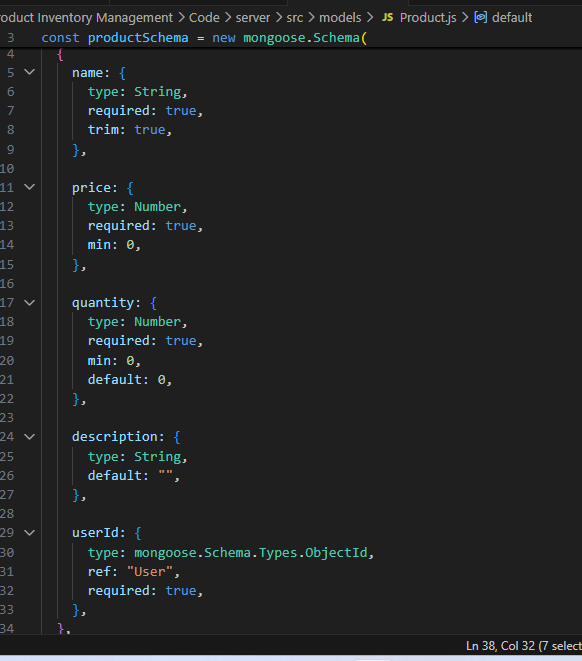 oduct Inventory Management > Code > server > src > models > JS Product.js > default
3 const productSchema = new mongoose.Schema(
4 {
5 name: {
6 type: String,
7 required: true,
8 trim: true,
9 },
10
11 price: {
12 type: Number,
13 required: true,
14 min: 0,
15 },
16
17 quantity: {
18 type: Number,
19 required: true,
20 min: 0,
21 default: 0,
22 },
23
24 description: {
25 type: String,
26 default: "",
27 },
28
29 userId: {
30 type: mongoose.Schema.Types.ObjectId,
31 ref: "User",
32 required: true,
33 },
34 },
Ln 38, Col 32 (7 select